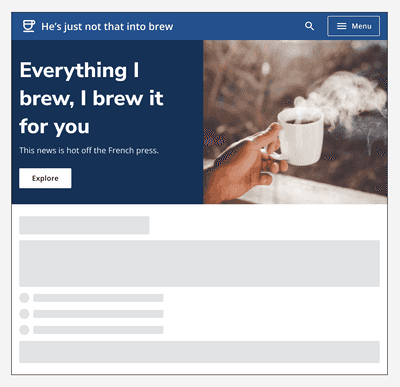 He's just not that into brew
Menu
Everything I
brew, I brew it
for you
This news is hot off the French press.
Explore